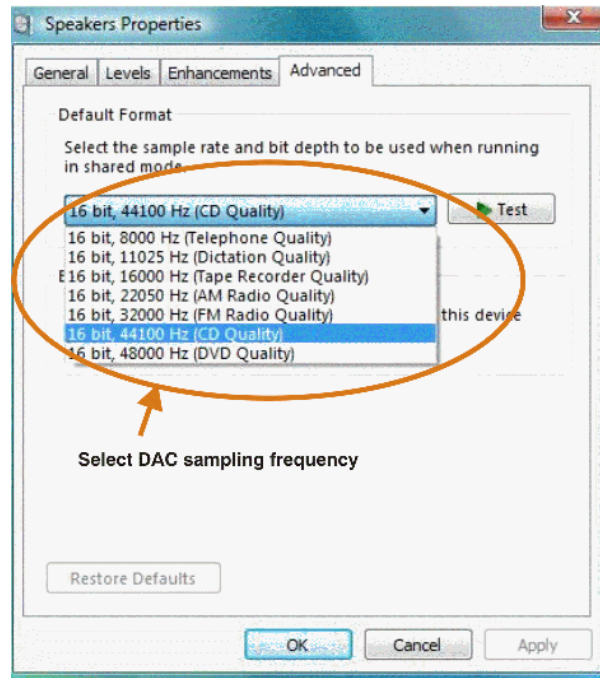 Speakers Properties
General Levels Enhancements Advanced
Default Format
Select the sample rate and bit depth to be used when running
in shared mode.
16 bit, 44100 Hz (CD Quality)
Test
16 bit, 8000 Hz (Telephone Quality)
16 bit, 11025 Hz (Dictation Quality)
E
16 bit, 16000 Hz (Tape Recorder Quality)
16 bit, 22050 Hz (AM Radio Quality)
16 bit, 32000 Hz (FM Radio Quality)
this device
16 bit, 44100 Hz (CD Quality)
16 bit, 48000 Hz (DVD Quality)
Select DAC sampling frequency
Restore Defaults
OK Cancel Apply